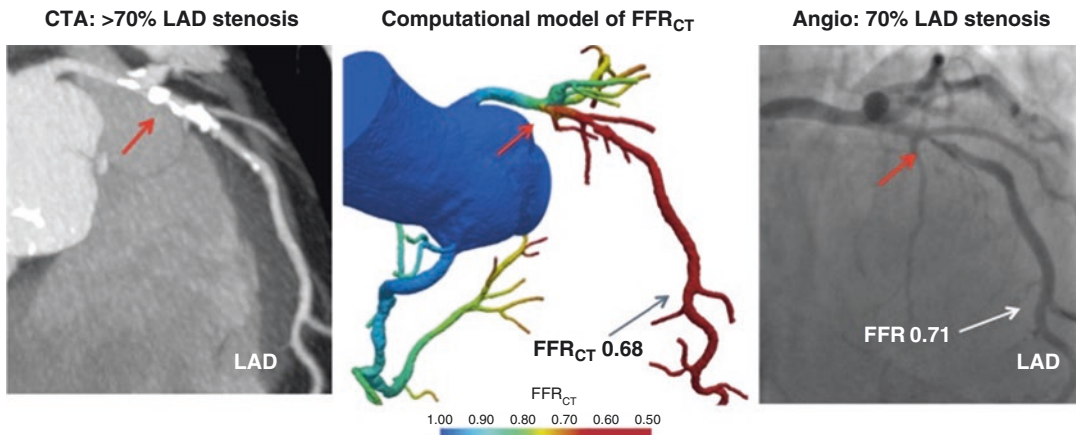 CTA: >70% LAD stenosis
Computational model of FFRCT
Angio: 70% LAD stenosis
LAD
FFRCT 0.68
FFR 0.71
LAD
FFRCT
1.00 0.90 0.80 0.70 0.60 0.50